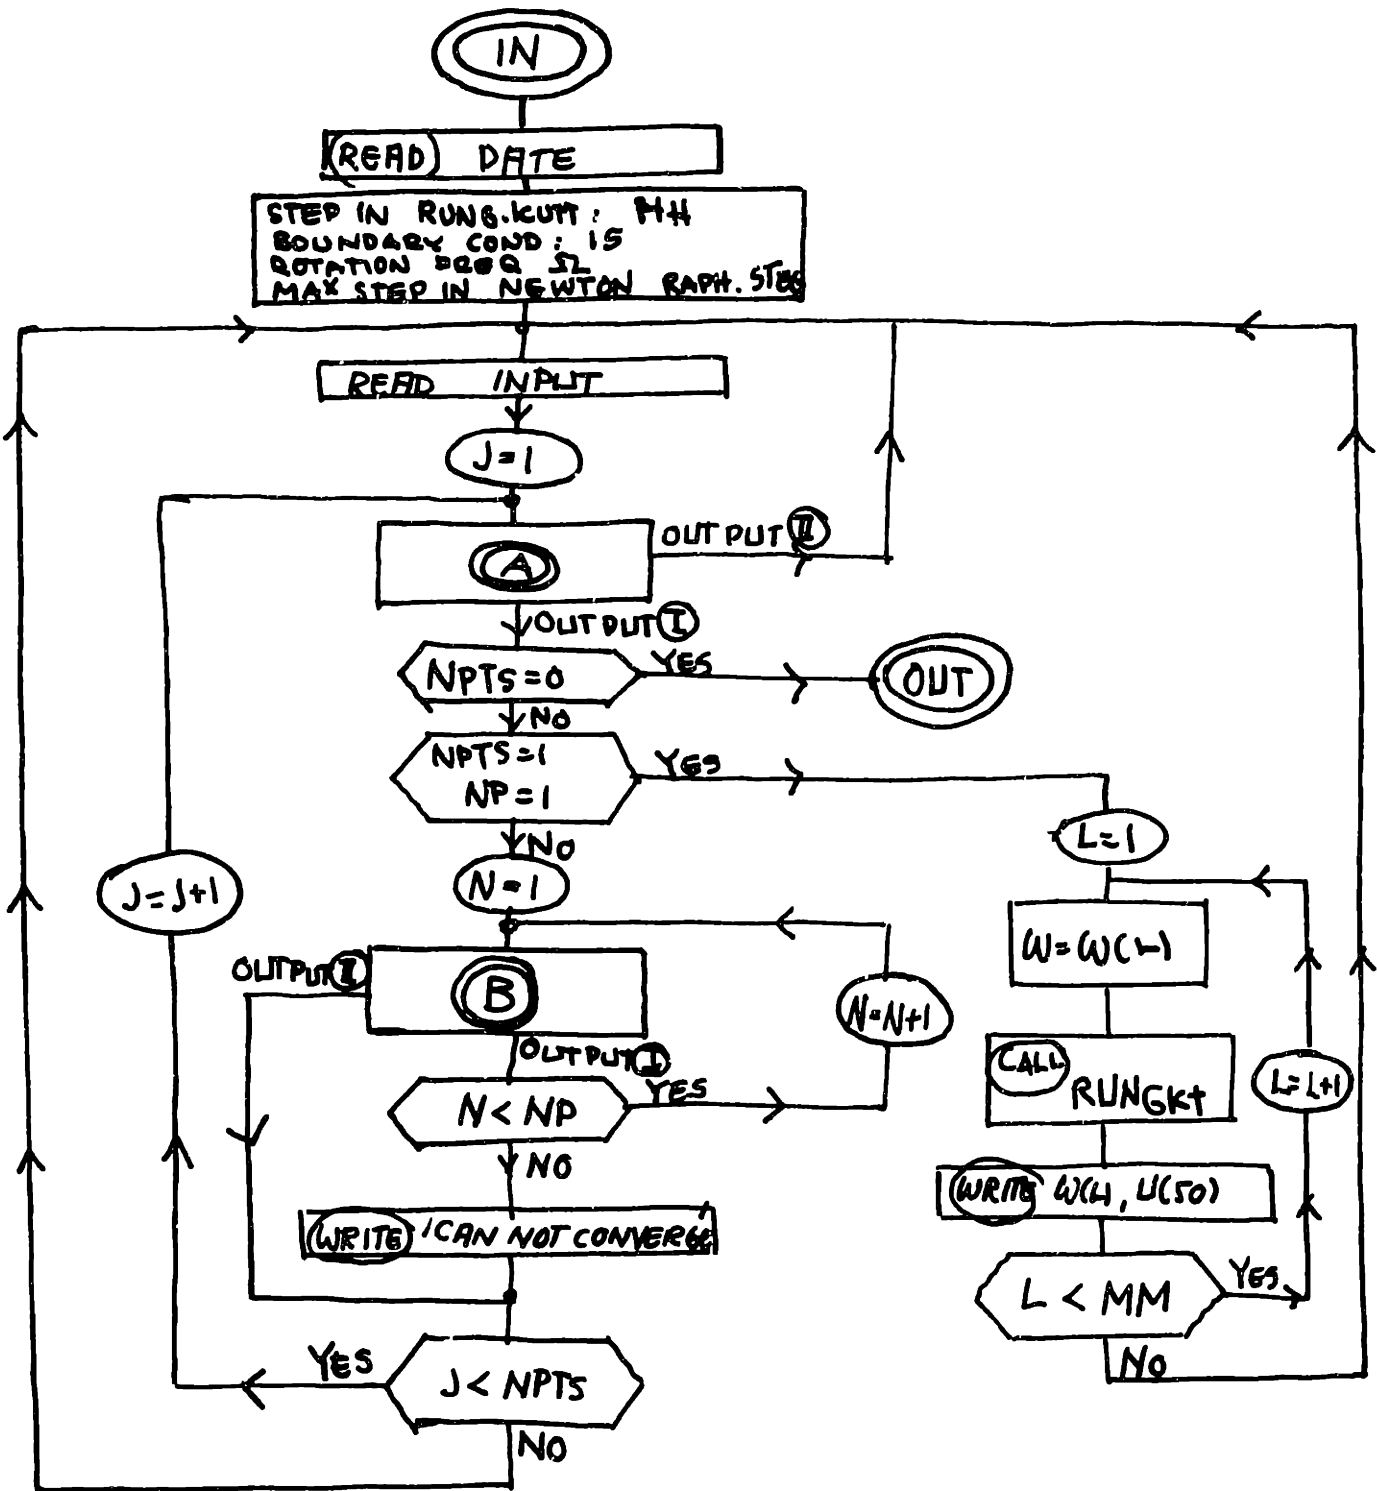 IN
READ DATE
STEP IN RUNG.KUTT: MH
BOUNDARY COND: IS
ROTATION FREQ Ω
MAX STEP IN NEWTON RAPH.
READ INPUT
J=1
OUTPUT II
A
OUTPUT I
NPTS=0
YES
OUT
NO
NPTS=1
NP=1
YES
L=1
NO
N=1
J=J+1
W=W(L)
OUTPUT II
B
N=N+1
OUTPUT I
CALL
RUNGKt
L=L+1
N<NP
YES
NO
WRITE W(L), U(50)
WRITE 'CAN NOT CONVERGE'
L<MM
YES
NO
YES
J<NPTS
NO